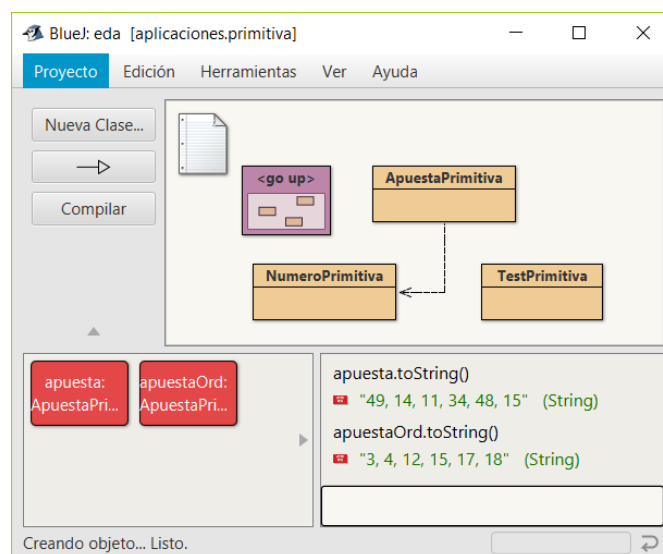 BlueJ: eda [aplicaciones.primitiva]
Proyecto Edición Herramientas Ver Ayuda
Nueva Clase...
Compilar
<go up>
ApuestaPrimitiva
NumeroPrimitiva
TestPrimitiva
apuesta:
ApuestaPri...
apuestaOrd:
ApuestaPri...
apuesta.toString()
"49, 14, 11, 34, 48, 15" (String)
apuestaOrd.toString()
"3, 4, 12, 15, 17, 18" (String)
Creando objeto... Listo.